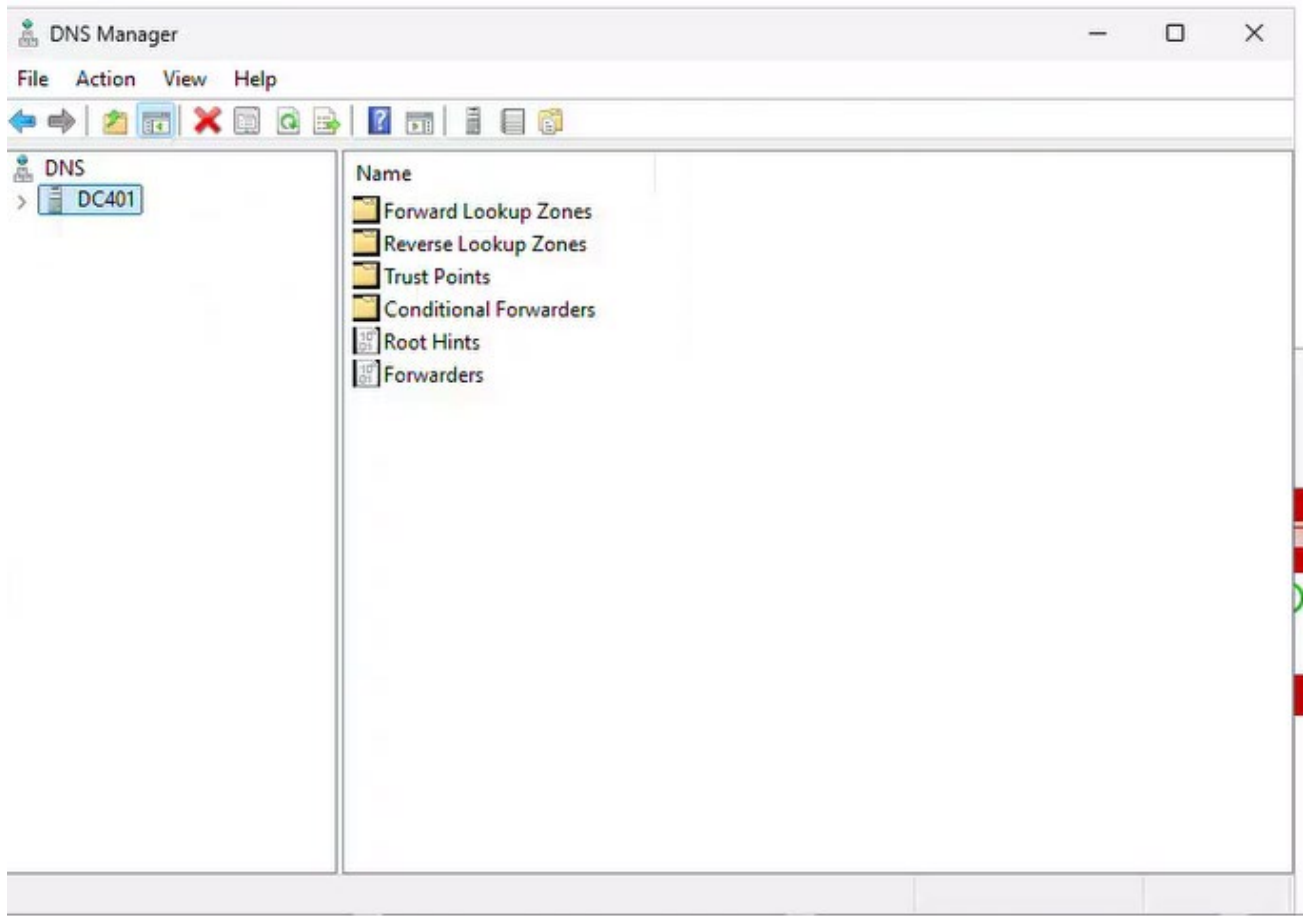 DNS Manager
File Action View Help
DNS
DC401
Name
Forward Lookup Zones
Reverse Lookup Zones
Trust Points
Conditional Forwarders
Root Hints
Forwarders